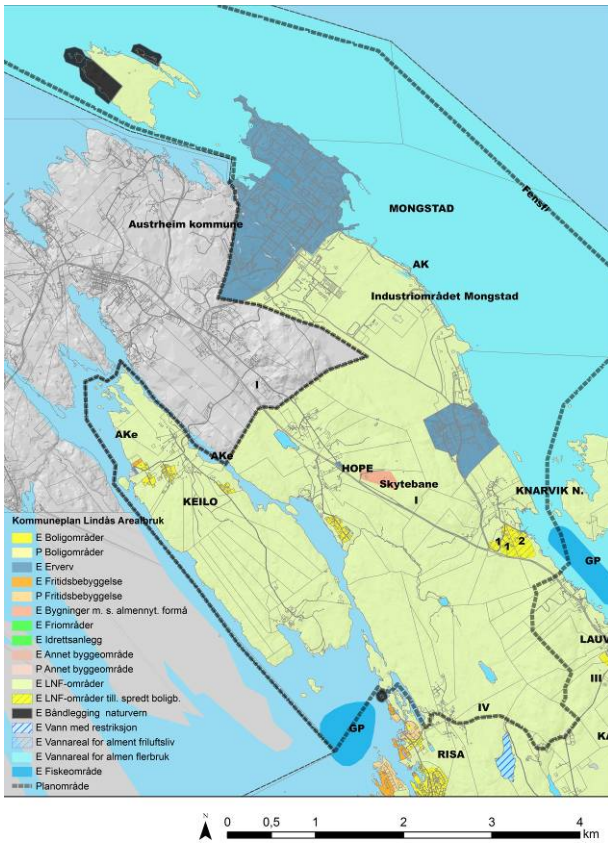 Fensfj
MONGSTAD
Austrheim kommune
AK
Industriområdet Mongstad
I
AKe
AKe
HOPE
Skytebane
I
KEILO
KNARVIK N.
1 1 2
GP
LAUV
III
IV
GP
RISA
KA
Kommuneplan Lindås Arealbruk
E Boligområder
P Boligområder
E Erverv
E Fritidsbebyggelse
P Fritidsbebyggelse
E Bygninger m. s. almennyt. formå
E Friområder
E Idrettsanlegg
E Annet byggeområde
P Annet byggeområde
E LNF-områder
E LNF-områder till. spredt boligb.
E Båndlegging naturvern
E Vann med restriksjon
E Vannareal for alment friluftsliv
E Vannareal for almen flerbruk
E Fiskeområde
Planområde
N
0 0,5 1 2 3 4
km